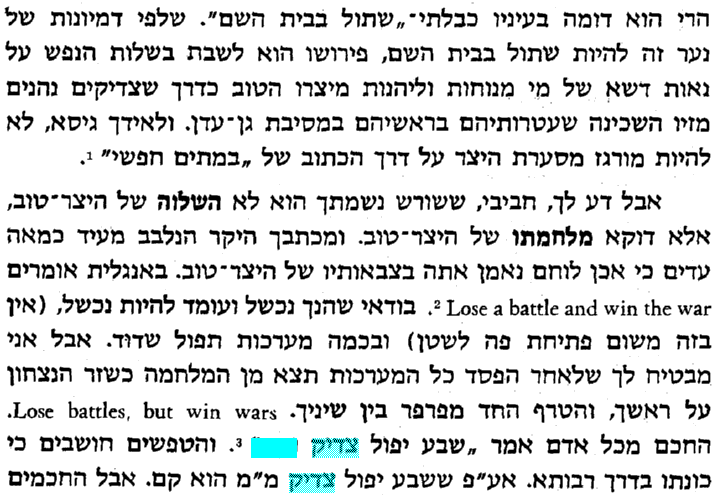 הרי הוא דומה בעיניו כבלתי־„שתול בבית השם”. שלפי דמיונות של
נער זה להיות שתול בבית השם, פירושו הוא לשבת בשלות הנפש על
נאות דשא של מי מנוחות וליהנות מיצרו הטוב כדרך שצדיקים נהנים
מזיו השכינה שעטרותיהם בראשיהם במסיבת גן־עדן. ולאידך גיסא, לא
להיות מורגז מסערת היצר על דרך הכתוב של „במתים חפשי” ¹.
אבל דע לך, חביבי, ששורש נשמתך הוא לא השלוה של היצר־טוב,
אלא דוקא מלחמתו של היצר־טוב. ומכתבך היקר הנלבב מעיד כמאה
עדים כי אכן לוחם נאמן אתה בצבאותיו של היצר־טוב. באנגלית אומרים
Lose a battle and win the war ². בודאי שהנך נכשל ועומד להיות נכשל, (אין
בזה משום פתיחת פה לשטן) ובכמה מערכות תפול שדוד. אבל אני
מבטיח לך שלאחר הפסד כל המערכות תצא מן המלחמה כשזר הנצחון
על ראשך, והטרף החד מפרפר בין שיניך. Lose battles, but win wars.
החכם מכל אדם אמר „שבע יפול צדיק ” ³. והטפשים חושבים כי
כונתו בדרך רבותא. אע״פ ששבע יפול צדיק מ״מ הוא קם. אבל החכמים